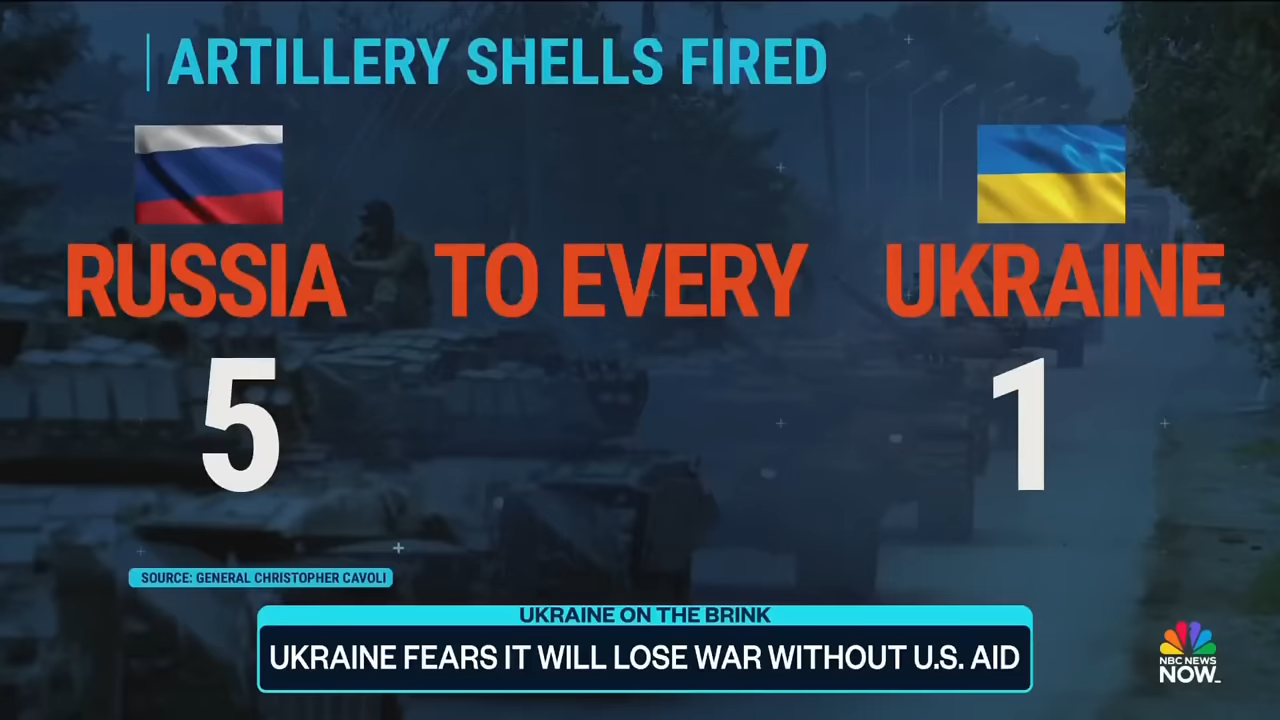 ARTILLERY SHELLS FIRED
RUSSIA TO EVERY UKRAINE
5 1
SOURCE: GENERAL CHRISTOPHER CAVOLI
UKRAINE ON THE BRINK
UKRAINE FEARS IT WILL LOSE WAR WITHOUT U.S. AID
NBC NEWS
NOW_